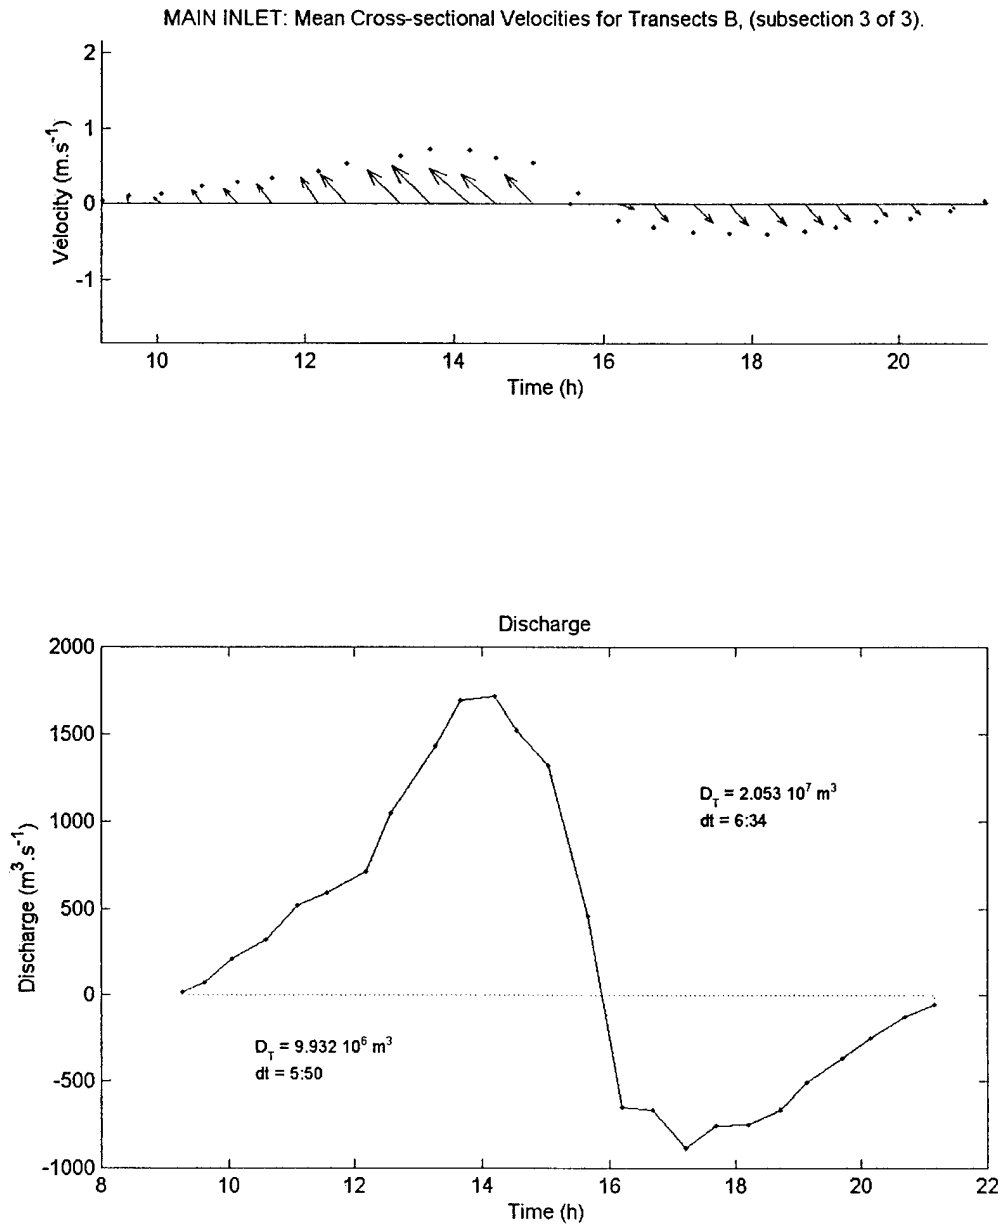 MAIN INLET: Mean Cross-sectional Velocities for Transects B, (subsection 3 of 3).
2
1
0
-1
Velocity (m.s⁻¹)
10 12 14 16 18 20
Time (h)
Discharge
2000
1500
1000
500
0
-500
-1000
Discharge (m³.s⁻¹)
D_T = 2.053 10⁷ m³
dt = 6:34
D_T = 9.932 10⁶ m³
dt = 5:50
8 10 12 14 16 18 20 22
Time (h)